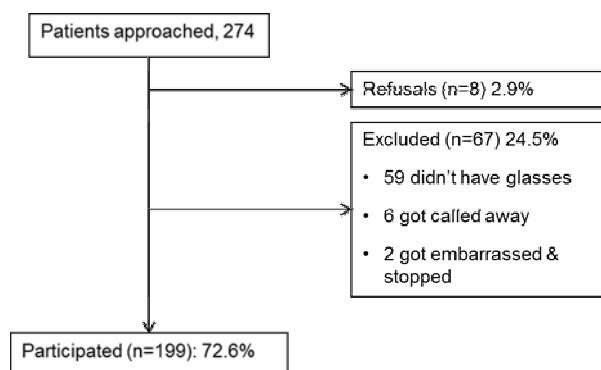 Patients approached, 274
Refusals (n=8) 2.9%
Excluded (n=67) 24.5%
• 59 didn't have glasses
• 6 got called away
• 2 got embarrassed &
stopped
Participated (n=199): 72.6%